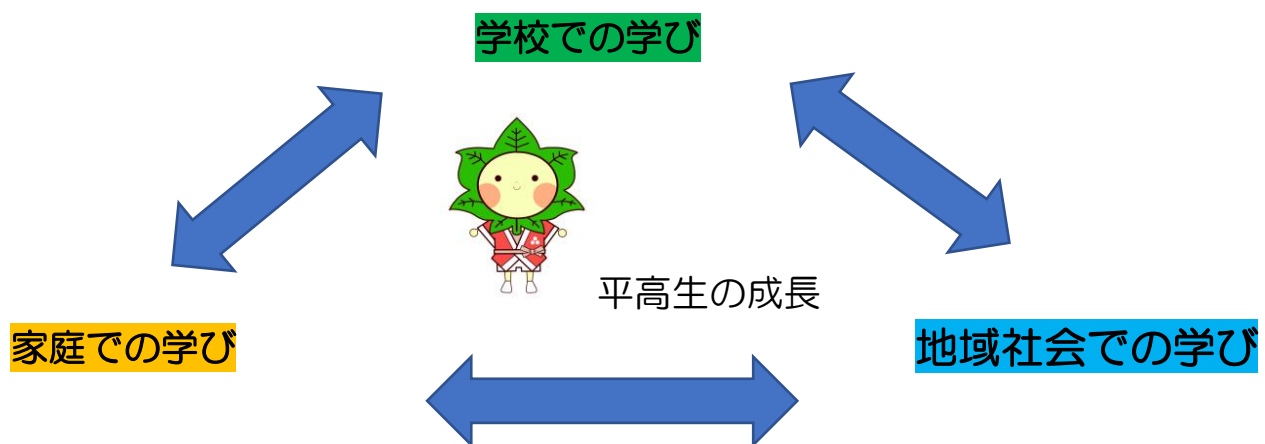 学校での学び
平高生の成長
家庭での学び
地域社会での学び